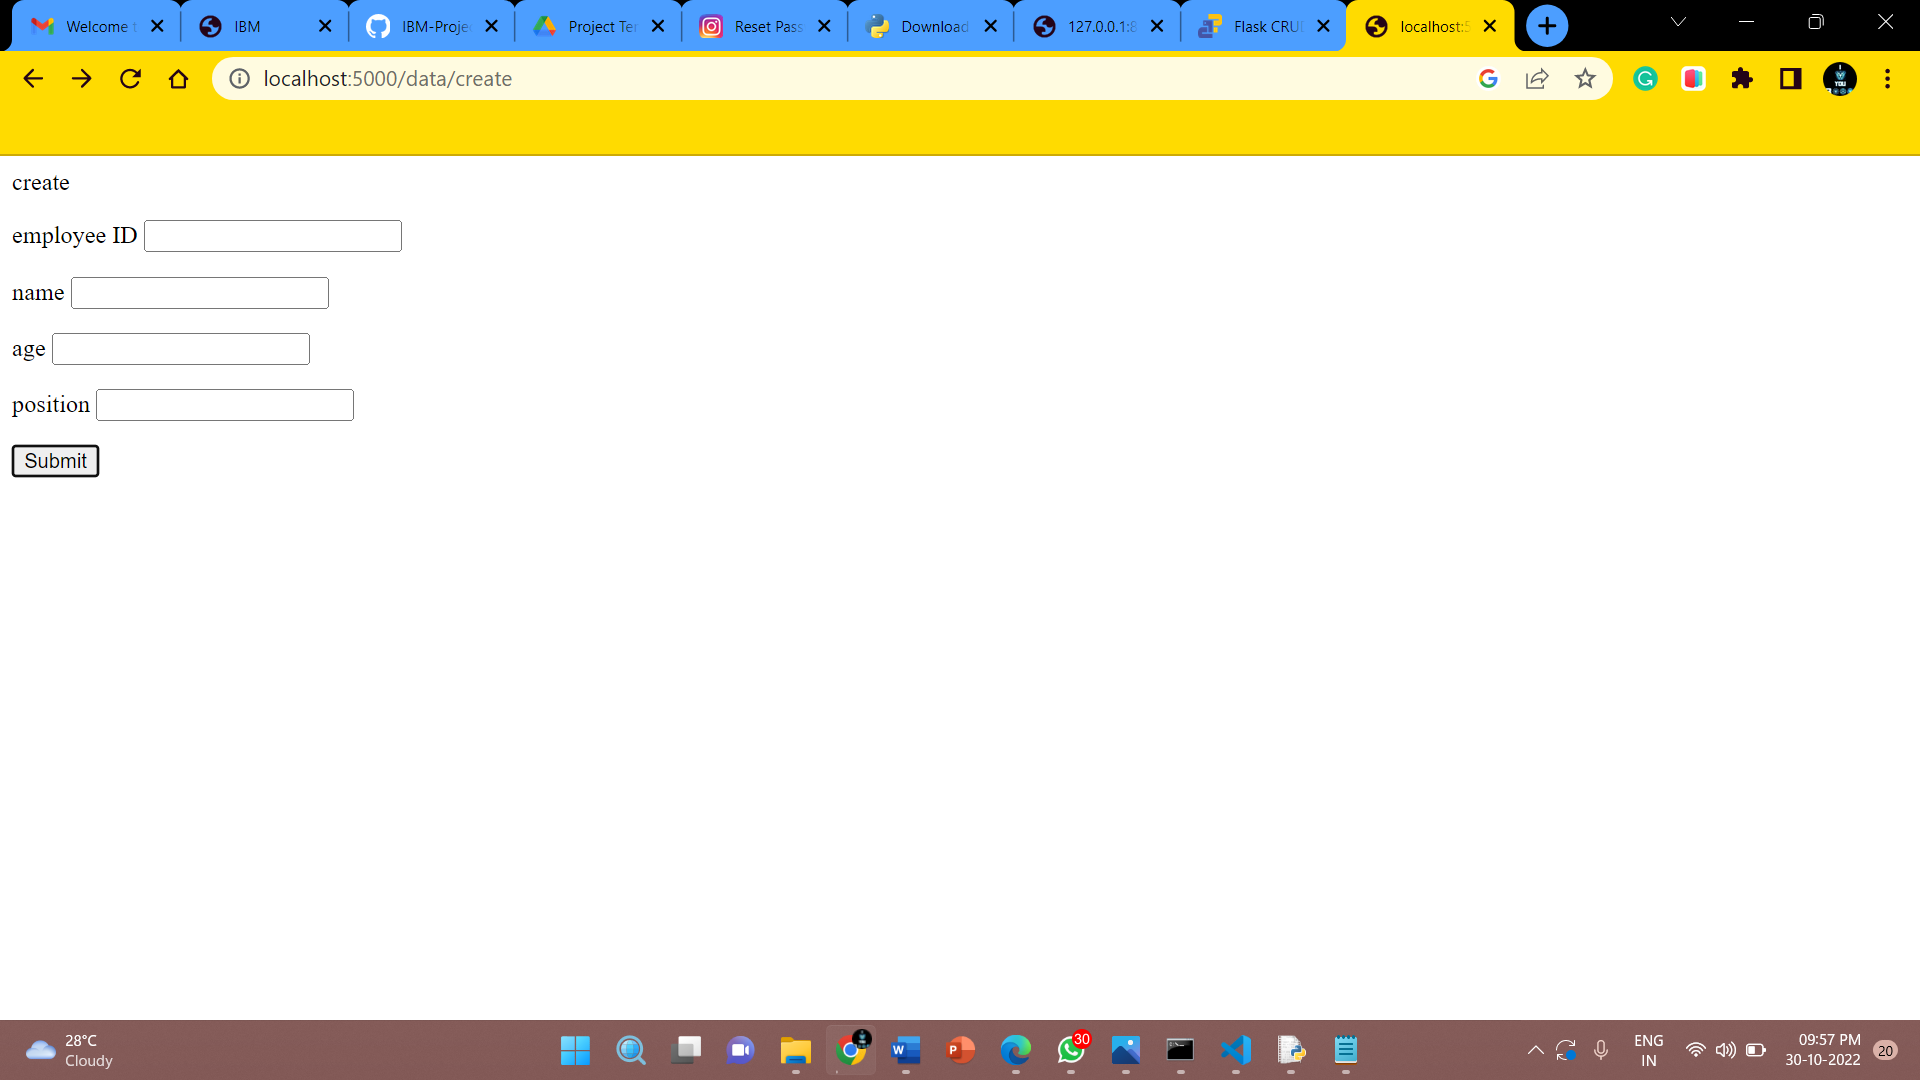 Welcome t
IBM
IBM-Proje
Project Ter
Reset Pass
Download
127.0.0.1:8
Flask CRUI
localhost:5
localhost:5000/data/create
create
employee ID
name
age
position
Submit
28°C
Cloudy
30
ENG
IN
09:57 PM
30-10-2022
20